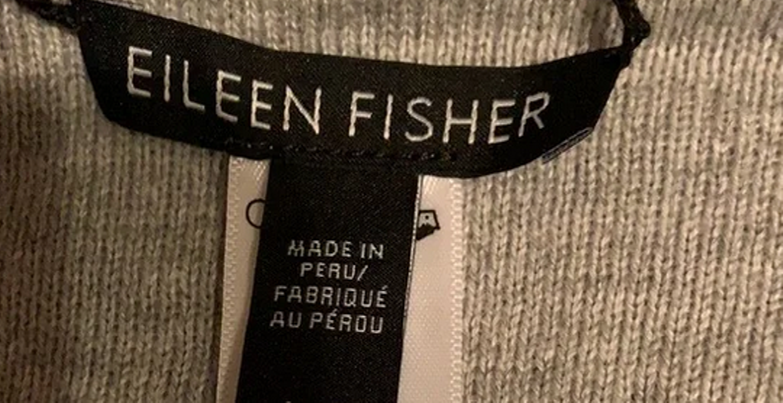 EILEEN FISHER
MADE IN
PERU/
FABRIQUÉ
AU PÉROU